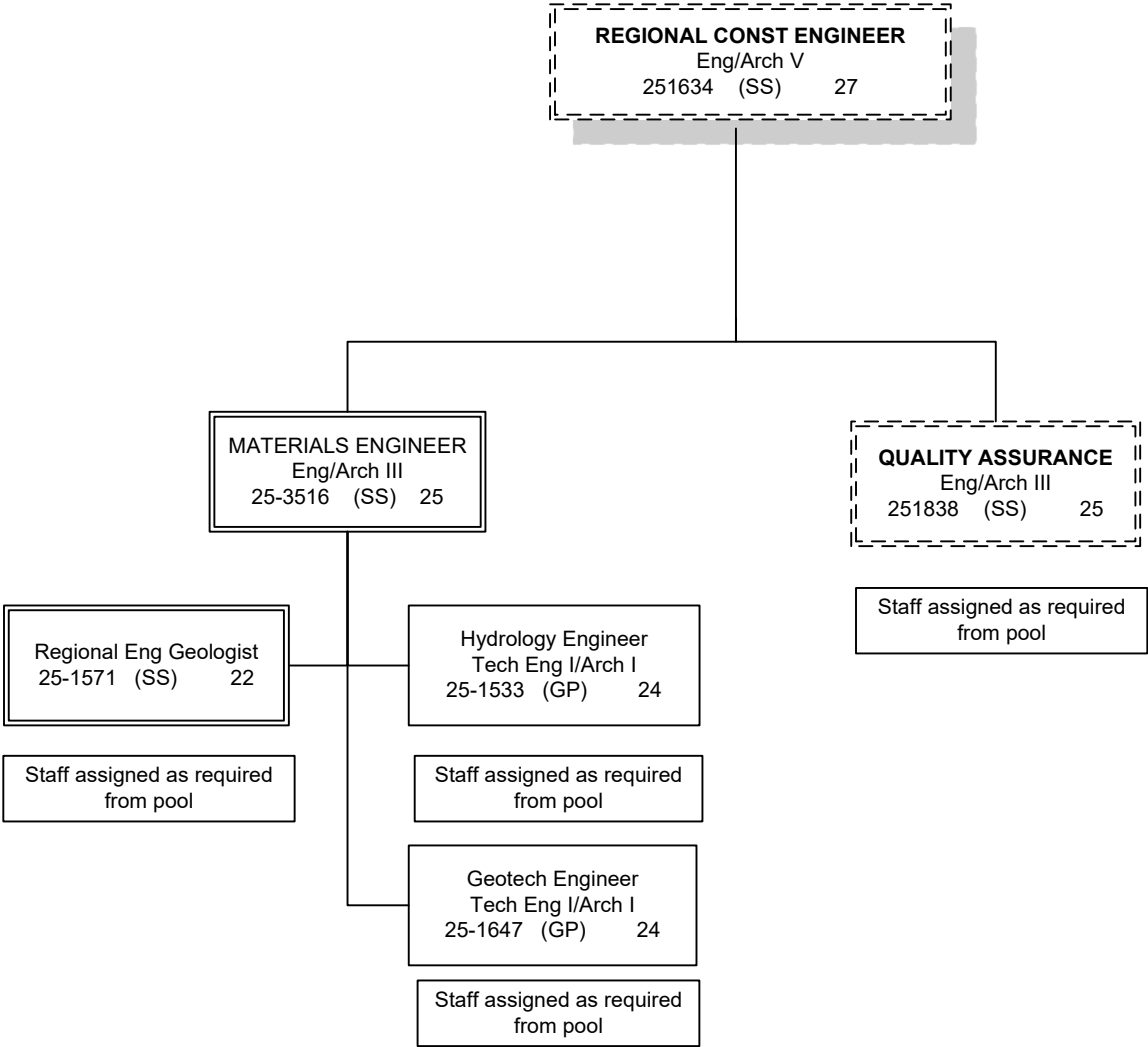 REGIONAL CONST ENGINEER
Eng/Arch V
251634 (SS) 27
MATERIALS ENGINEER
Eng/Arch III
25-3516 (SS) 25
QUALITY ASSURANCE
Eng/Arch III
251838 (SS) 25
Staff assigned as required
from pool
Regional Eng Geologist
25-1571 (SS) 22
Staff assigned as required
from pool
Hydrology Engineer
Tech Eng I/Arch I
25-1533 (GP) 24
Staff assigned as required
from pool
Geotech Engineer
Tech Eng I/Arch I
25-1647 (GP) 24
Staff assigned as required
from pool